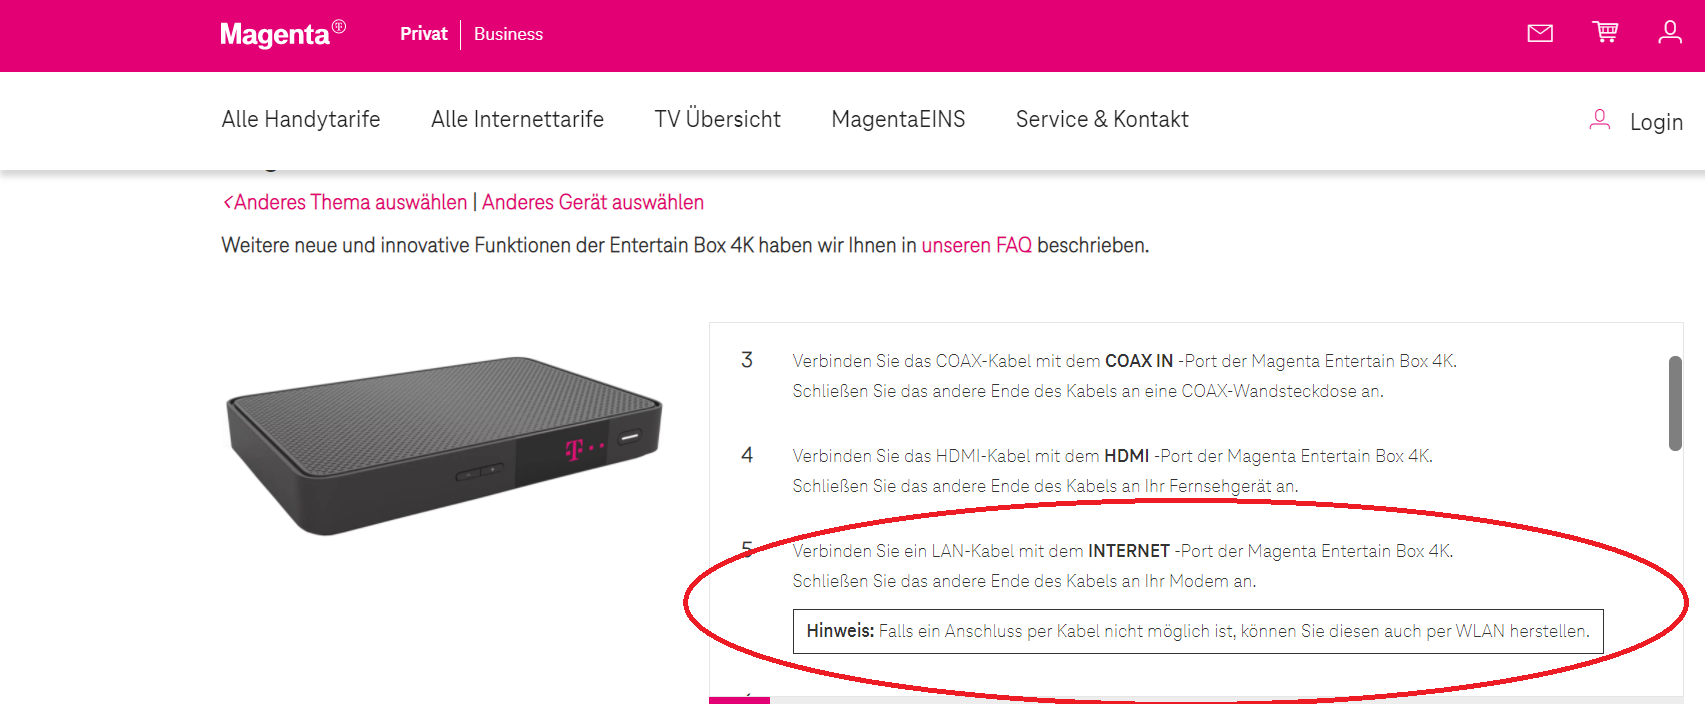 Magenta
Privat
Business
Alle Handytarife
Alle Internettarife
TV Übersicht
MagentaEINS
Service & Kontakt
Login
<Anderes Thema auswählen | Anderes Gerät auswählen
Weitere neue und innovative Funktionen der Entertain Box 4K haben wir Ihnen in unseren FAQ beschrieben.
3
Verbinden Sie das COAX-Kabel mit dem COAX IN -Port der Magenta Entertain Box 4K.
Schließen Sie das andere Ende des Kabels an eine COAX-Wandsteckdose an.
4
Verbinden Sie das HDMI-Kabel mit dem HDMI -Port der Magenta Entertain Box 4K.
Schließen Sie das andere Ende des Kabels an Ihr Fernsehgerät an.
5
Verbinden Sie ein LAN-Kabel mit dem INTERNET -Port der Magenta Entertain Box 4K.
Schließen Sie das andere Ende des Kabels an Ihr Modem an.
Hinweis: Falls ein Anschluss per Kabel nicht möglich ist, können Sie diesen auch per WLAN herstellen.